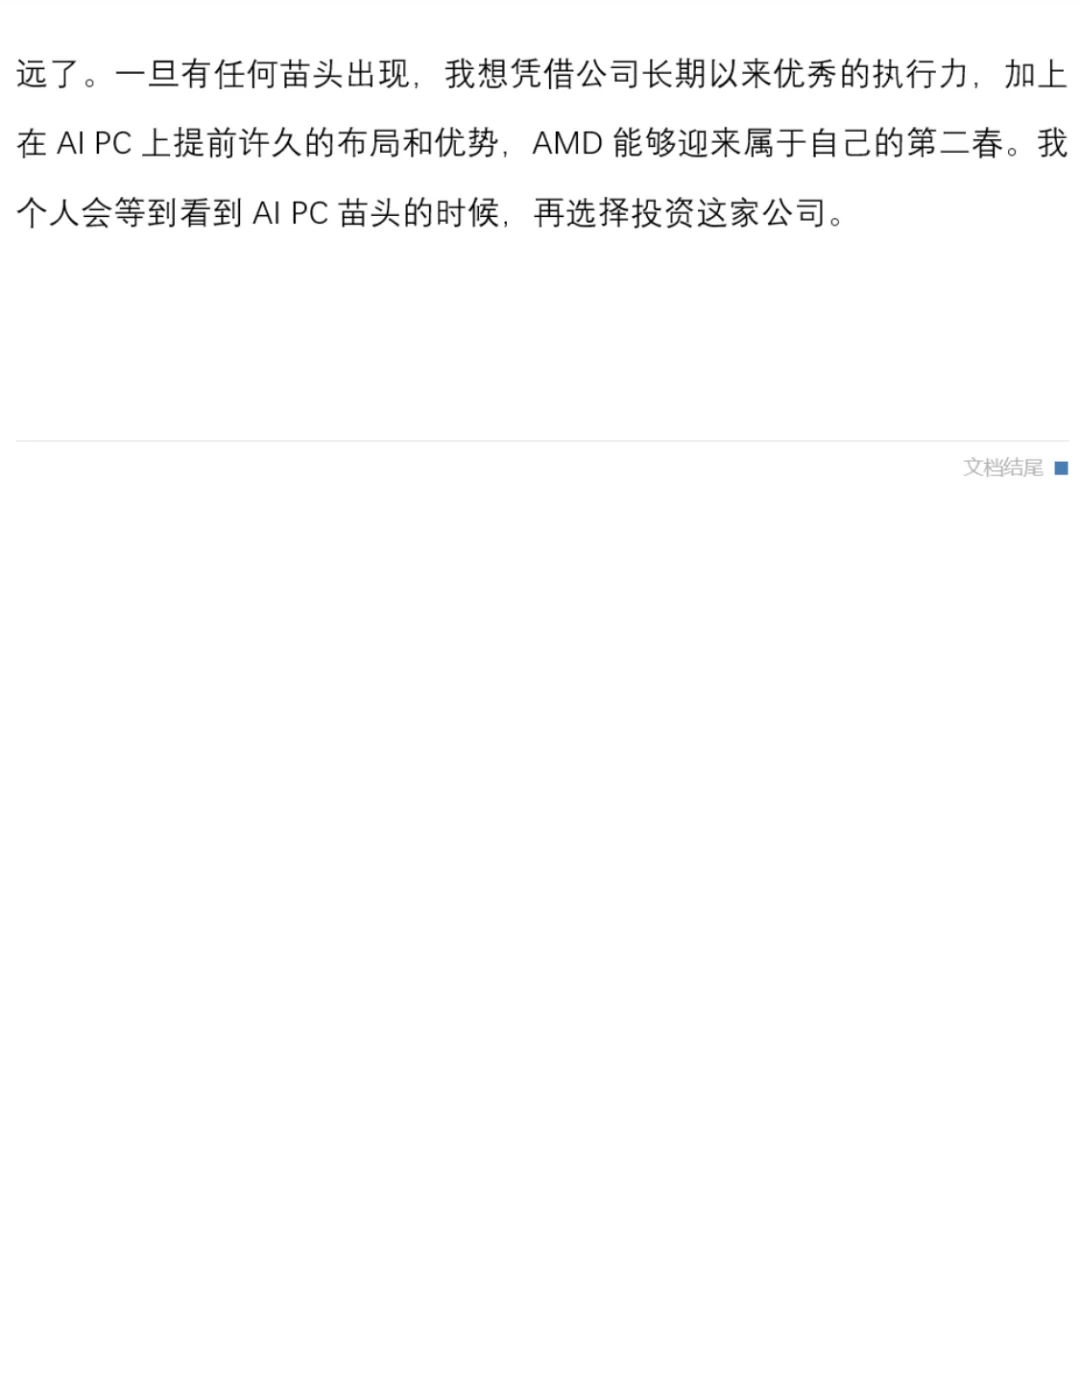 远了。一旦有任何苗头出现，我想凭借公司长期以来优秀的执行力，加上
在 AI PC 上提前许久的布局和优势，AMD 能够迎来属于自己的第二春。我
个人会等到看到 AI PC 苗头的时候，再选择投资这家公司。
文档结尾